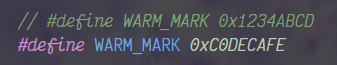 // #define WARM_MARK 0x1234ABCD
#define WARM_MARK 0xC0DECAFE